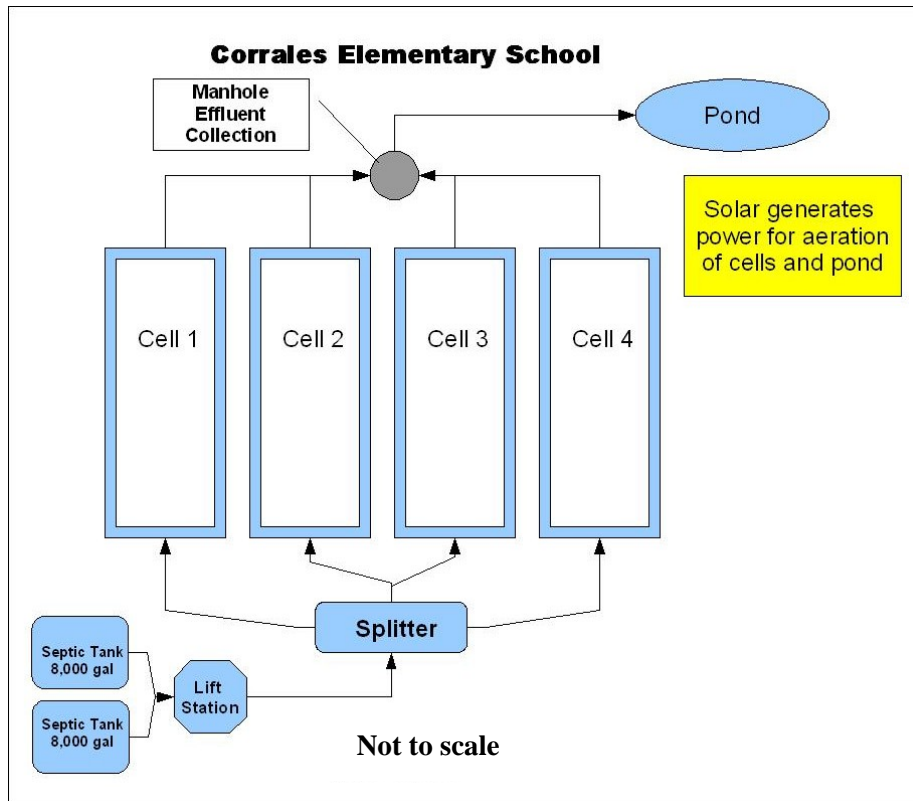 Corrales Elementary School
Manhole
Effluent
Collection
Pond
Solar generates
power for aeration
of cells and pond
Cell 1
Cell 2
Cell 3
Cell 4
Splitter
Septic Tank
8,000 gal
Lift
Station
Septic Tank
8,000 gal
Not to scale